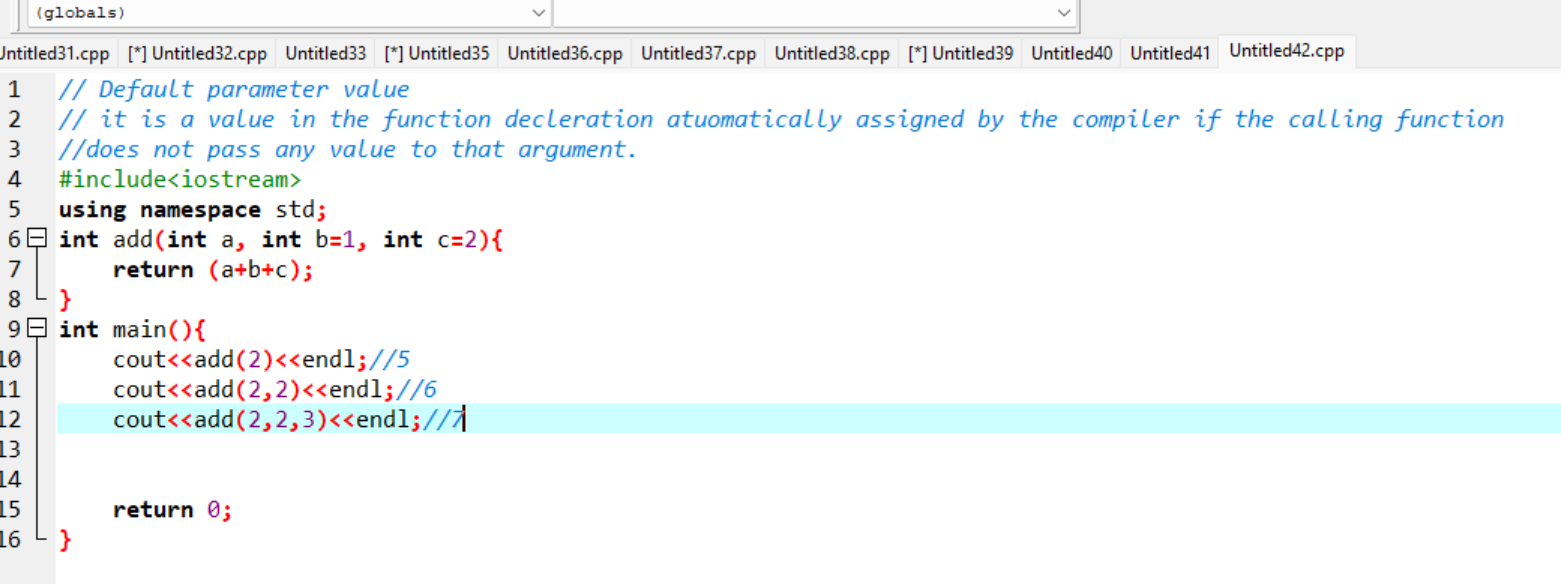 (globals)
Untitled31.cpp [*] Untitled32.cpp Untitled33 [*] Untitled35 Untitled36.cpp Untitled37.cpp Untitled38.cpp [*] Untitled39 Untitled40 Untitled41 Untitled42.cpp
1 // Default parameter value
2 // it is a value in the function decleration atuomatically assigned by the compiler if the calling function
3 //does not pass any value to that argument.
4 #include<iostream>
5 using namespace std;
6 int add(int a, int b=1, int c=2){
7 return (a+b+c);
8 }
9 int main(){
10 cout<<add(2)<<endl;//5
11 cout<<add(2,2)<<endl;//6
12 cout<<add(2,2,3)<<endl;//7
13
14
15 return 0;
16 }